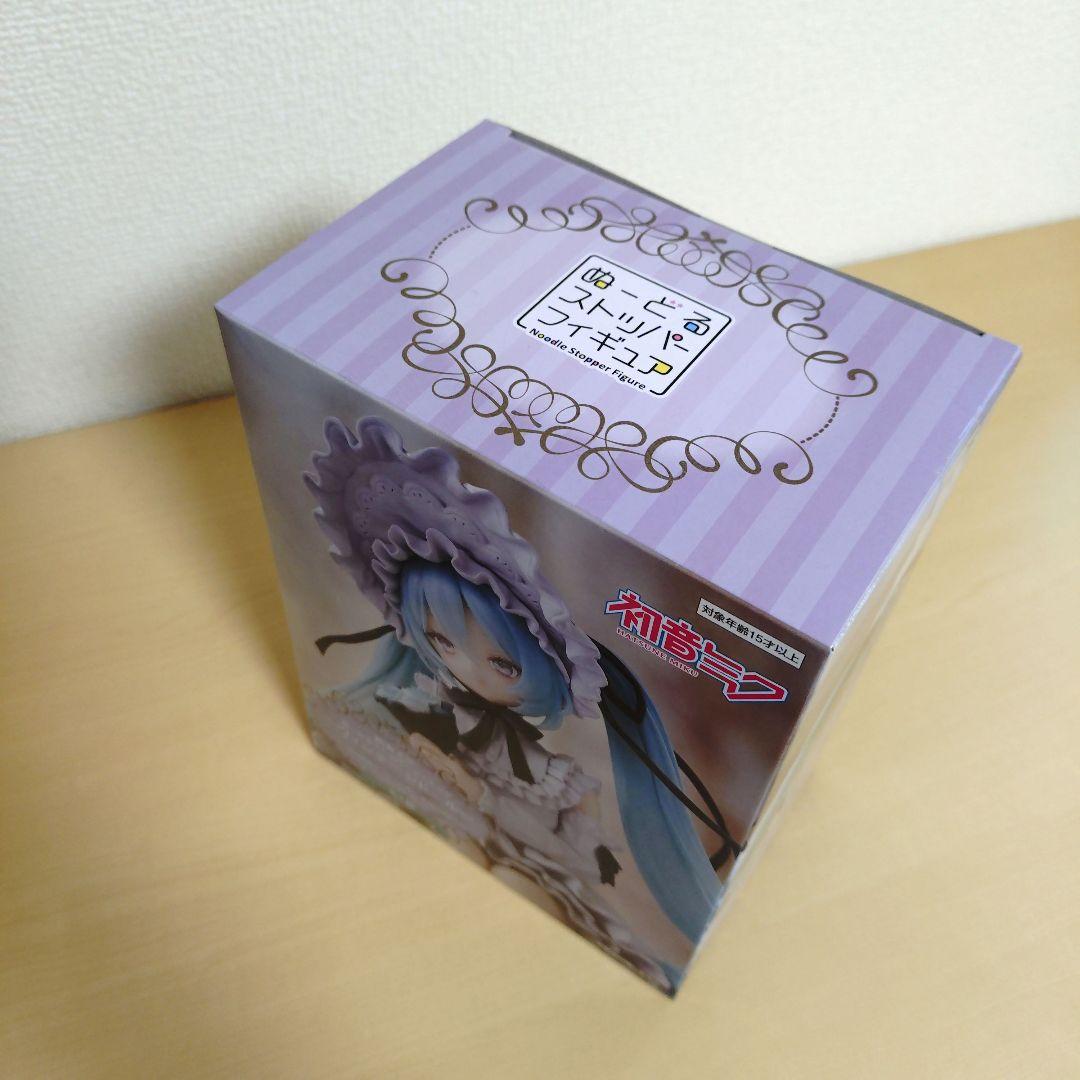 ぬーどる
ストッパー
フィギュア
Noodle Stopper Figure
対象年齢15才以上
初音ミク
HATSUNE MIKU